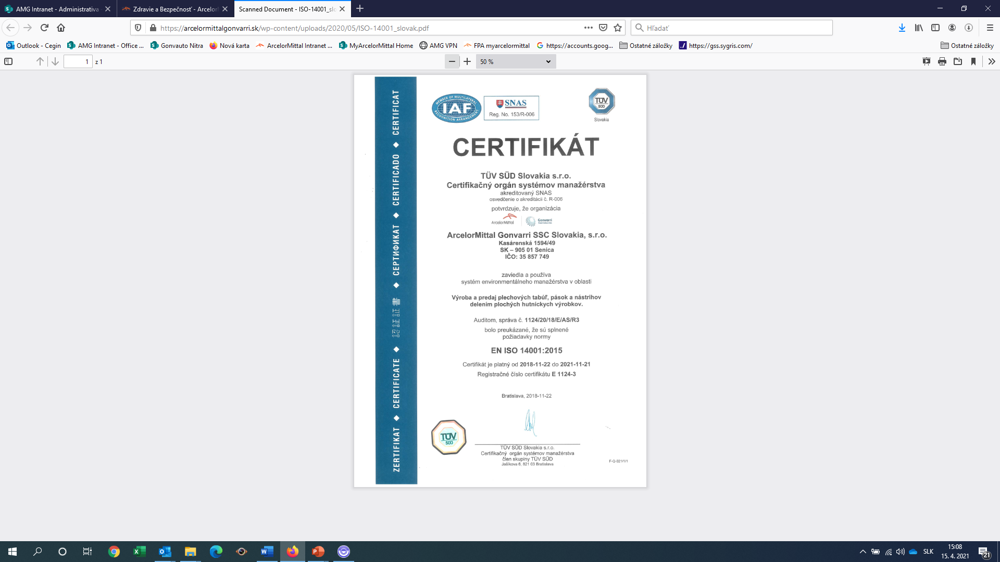 AMG Intranet - Administratíva
Zdravie a Bezpečnosť - Arcelor
Scanned Document - ISO-14001_slo
https://arcelormittalgonvarri.sk/wp-content/uploads/2020/05/ISO-14001_slovak.pdf
Hľadať
Outlook - Cegin
AMG Intranet - Office ...
Gonvauto Nitra
Nová karta
ArcelorMittal Intranet ...
MyArcelorMittal Home
AMG VPN
FPA myarcelormittal
https://accounts.goog...
Ostatné záložky
https://gss.sygris.com/
Ostatné záložky
1 z 1
50 %
ZERTIFIKAT ◆ CERTIFICATE ◆ 認証証書 ◆ СЕРТИФИКАТ ◆ CERTIFICADO ◆ CERTIFICAT
MEMBER OF MULTILATERAL
IAF
RECOGNITION ARRANGEMENT
SNAS
Reg. No. 153/R-006
TÜV
SÜD
Slovakia
CERTIFIKÁT
TÜV SÜD Slovakia s.r.o.
Certifikačný orgán systémov manažérstva
akreditovaný SNAS
osvedčenie o akreditácii č. R-006
potvrdzuje, že organizácia
ArcelorMittal
Gonvarri
ArcelorMittal Gonvarri SSC Slovakia, s.r.o.
Kasárenská 1594/49
SK – 905 01 Senica
IČO: 35 857 749
zaviedla a používa
systém environmentálneho manažérstva v oblasti
Výroba a predaj plechových tabúľ, pások a nástrihov
delením plochých hutníckych výrobkov.
Auditom, správa č. 1124/20/18/E/AS/R3
bolo preukázané, že sú splnené
požiadavky normy
EN ISO 14001:2015
Certifikát je platný od 2018-11-22 do 2021-11-21
Registračné číslo certifikátu E 1124-3
Bratislava, 2018-11-22
TÜV
SÜD
TÜV SÜD Slovakia s.r.o.
Certifikačný orgán systémov manažérstva
člen skupiny TÜV SÜD
Jašíkova 6, 821 03 Bratislava
F-Q-021/1/1
SLK
15:08
15. 4. 2021
21